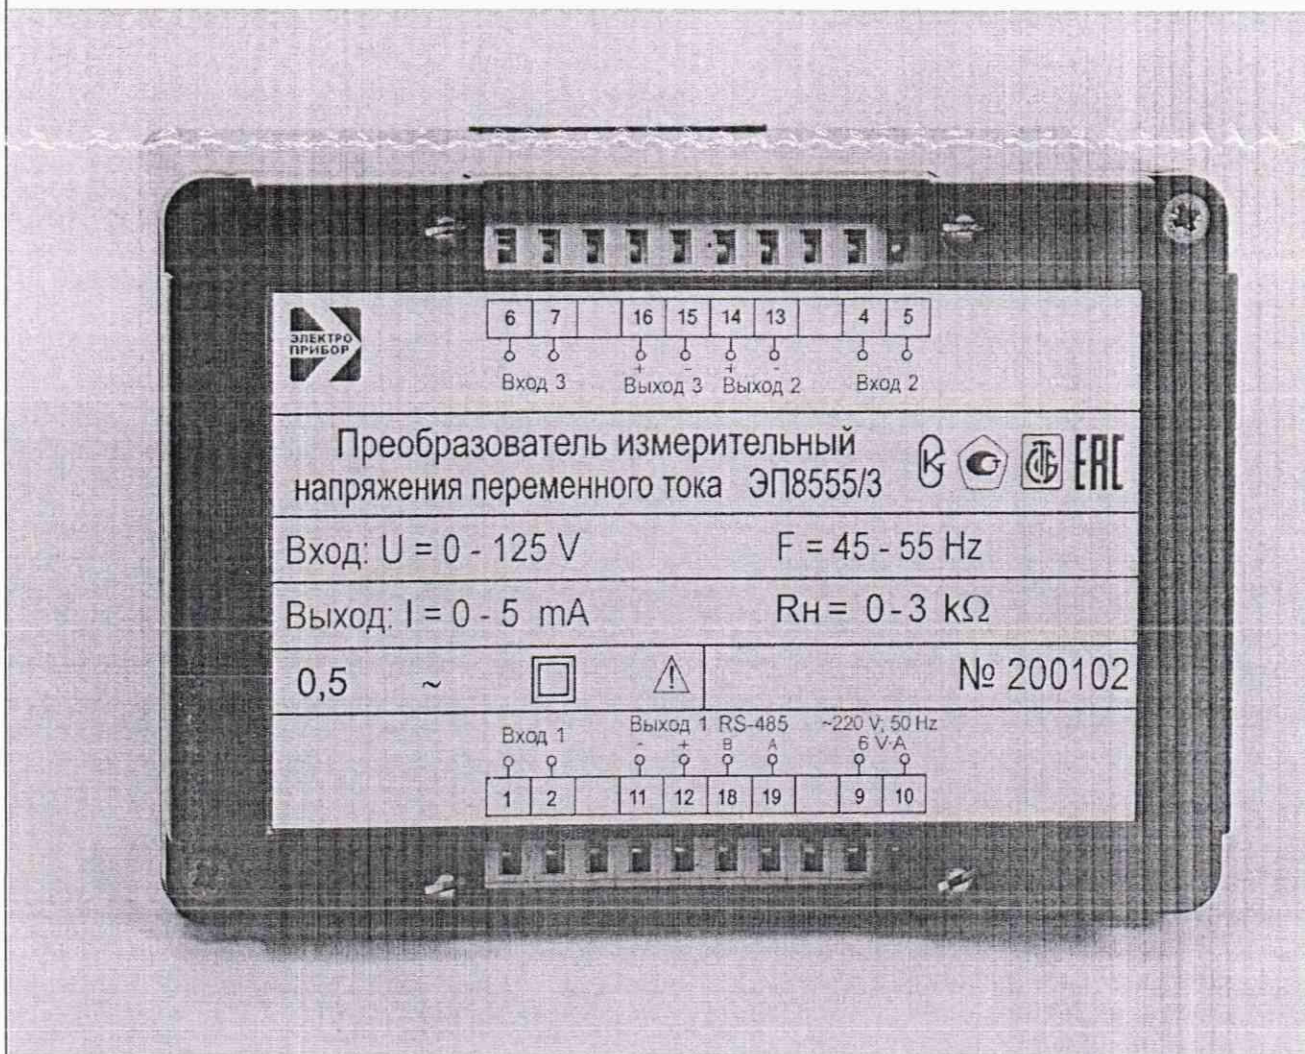 ЭЛЕКТРО
ПРИБОР
6 7 16 15 14 13 4 5
+ - + -
Вход 3 Выход 3 Выход 2 Вход 2
Преобразователь измерительный
напряжения переменного тока ЭП8555/3
ЕАС
Вход: U = 0 - 125 V F = 45 - 55 Hz
Выход: I = 0 - 5 mA Rн = 0 - 3 kΩ
0,5 ~ № 200102
Вход 1 Выход 1 RS-485 ~220 V; 50 Hz
- + B A 6 V·A
1 2 11 12 18 19 9 10